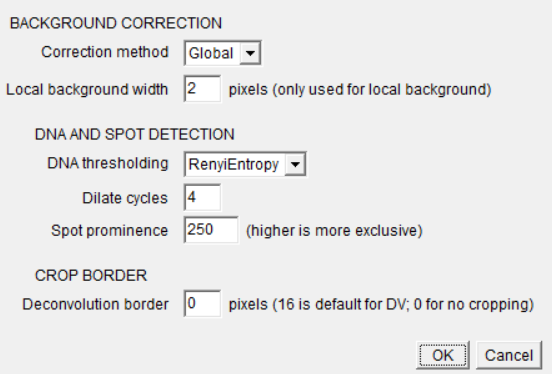 BACKGROUND CORRECTION
Correction method Global
Local background width 2 pixels (only used for local background)
DNA AND SPOT DETECTION
DNA thresholding RenyiEntropy
Dilate cycles 4
Spot prominence 250 (higher is more exclusive)
CROP BORDER
Deconvolution border 0 pixels (16 is default for DV; 0 for no cropping)
OK Cancel